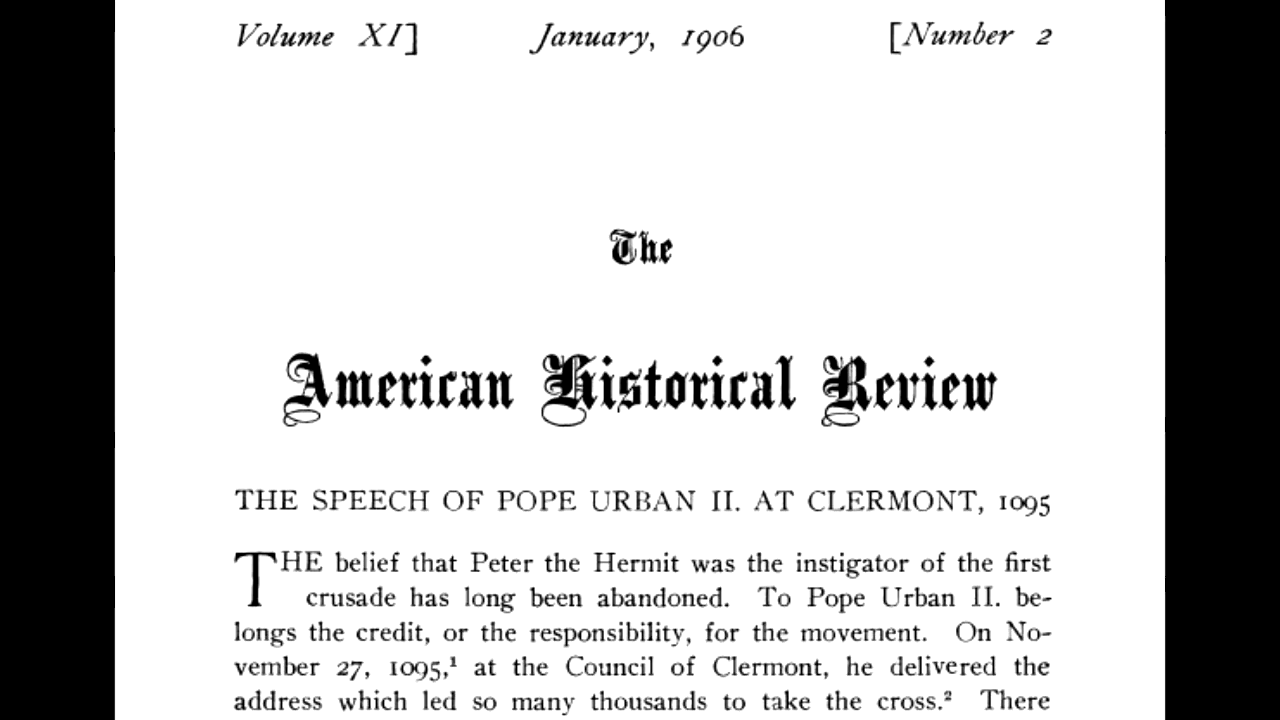 Volume XI] January, 1906 [Number 2
The
American Historical Review
THE SPEECH OF POPE URBAN II. AT CLERMONT, 1095
THE belief that Peter the Hermit was the instigator of the first
crusade has long been abandoned. To Pope Urban II. be-
longs the credit, or the responsibility, for the movement. On No-
vember 27, 1095,¹ at the Council of Clermont, he delivered the
address which led so many thousands to take the cross.² There